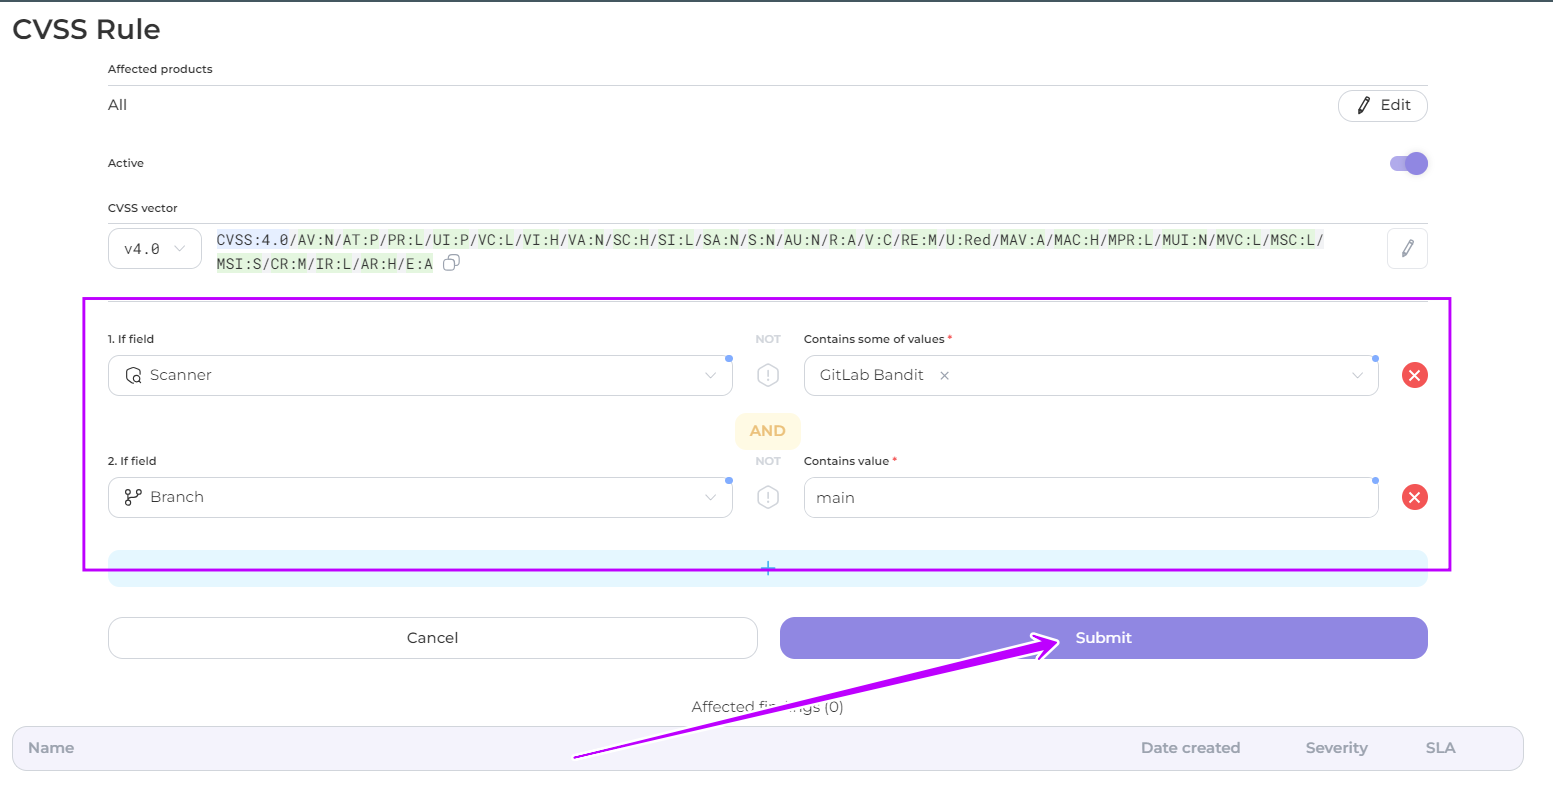 CVSS Rule
Affected products
All
Edit
Active
CVSS vector
v4.0
CVSS:4.0/AV:N/AT:P/PR:L/UI:P/VC:L/VI:H/VA:N/SC:H/SI:L/SA:N/S:N/AU:N/R:A/V:C/RE:M/U:Red/MAV:A/MAC:H/MPR:L/MUI:N/MVC:L/MSC:L/
MSI:S/CR:M/IR:L/AR:H/E:A
1. If field
NOT
Contains some of values *
Scanner
GitLab Bandit ×
AND
2. If field
NOT
Contains value *
Branch
main
+
Cancel
Submit
Affected findings (0)
Name Date created Severity SLA